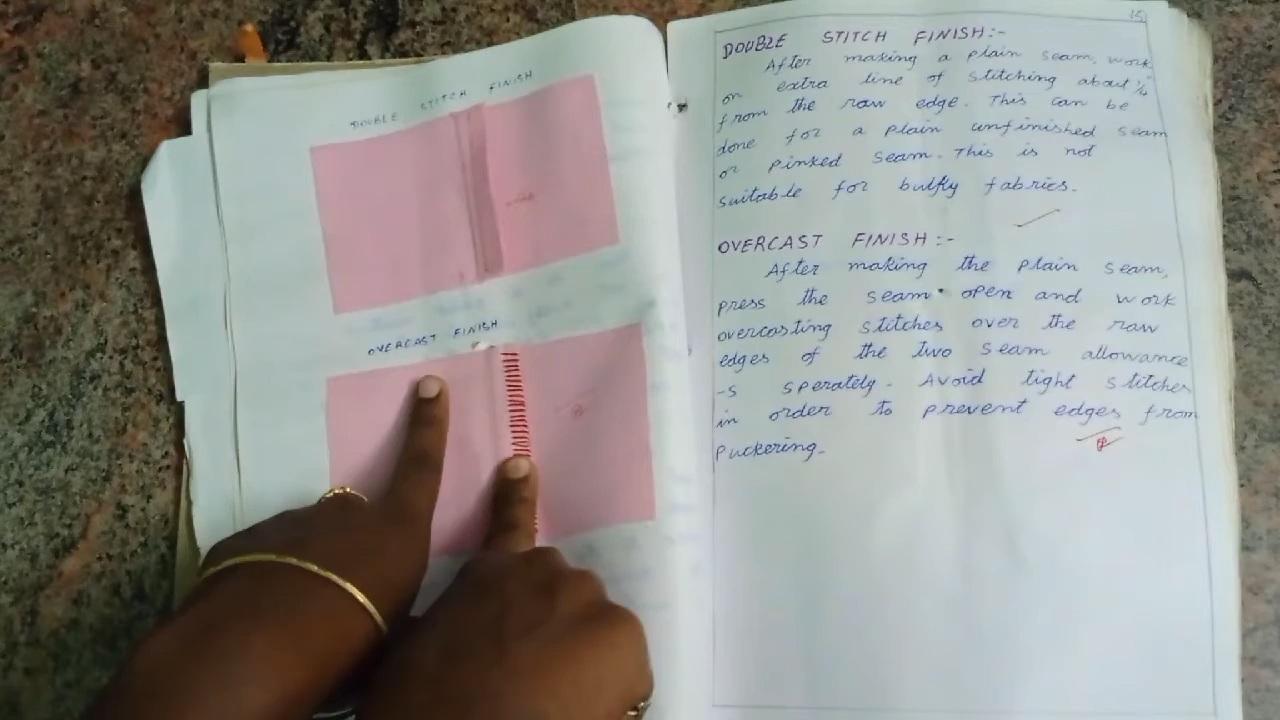 DOUBLE STITCH FINISH
OVERCAST FINISH
15
DOUBLE STITCH FINISH:-
After making a plain seam, work
on extra line of stitching about
from the raw edge. This can be
done for a plain unfinished seam
or pinked seam. This is not
suitable for bulky fabrics.
OVERCAST FINISH:-
After making the plain seam,
press the seam open and work
overcasting stitches over the raw
edges of the two seam allowance
-s sperately. Avoid tight stitches
in order to prevent edges from
puckering.